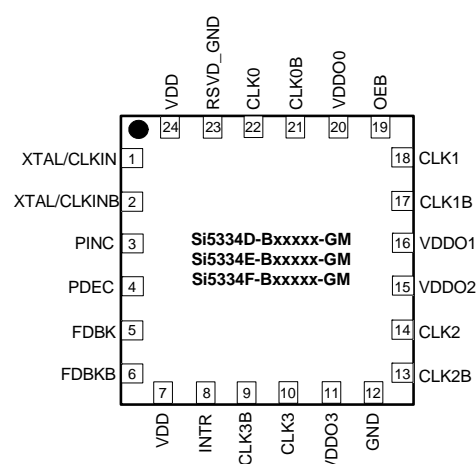 VDD
RSVD_GND
CLK0
CLK0B
VDDO0
OEB
24
23
22
21
20
19
XTAL/CLKIN 1
XTAL/CLKINB 2
PINC 3
PDEC 4
FDBK 5
FDBKB 6
Si5334D-Bxxxxx-GM
Si5334E-Bxxxxx-GM
Si5334F-Bxxxxx-GM
18 CLK1
17 CLK1B
16 VDDO1
15 VDDO2
14 CLK2
13 CLK2B
7
8
9
10
11
12
VDD
INTR
CLK3B
CLK3
VDDO3
GND